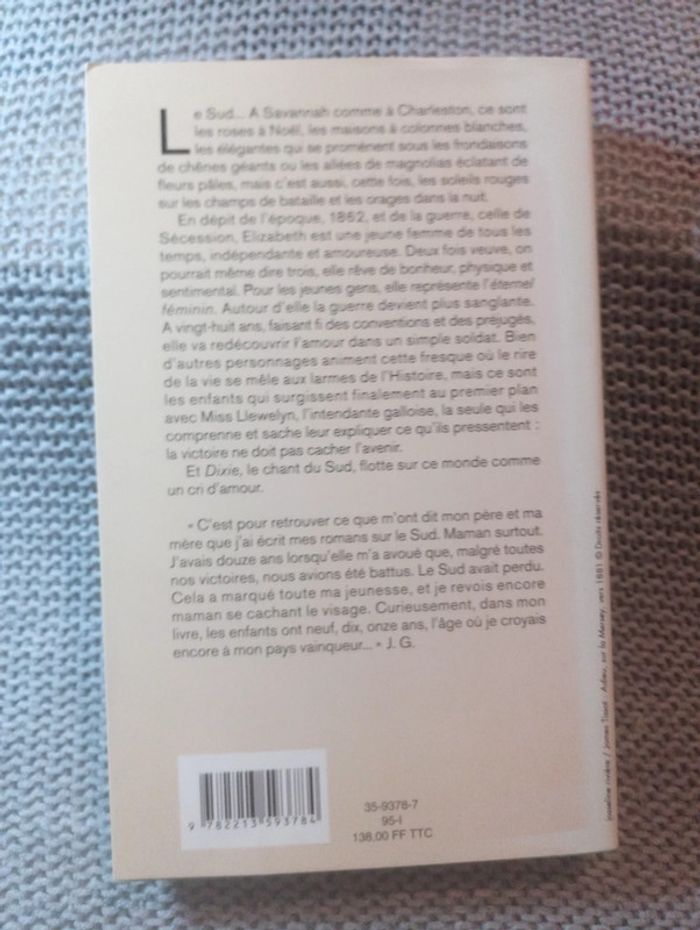 Le Sud... A Savannah comme à Charleston, ce sont
les roses à Noël, les maisons à colonnes blanches,
les élégantes qui se promènent sous les frondaisons
de chênes géants ou les allées de magnolias éclatant de
fleurs pâles, mais c'est aussi, cette fois, les soleils rouges
sur les champs de bataille et les orages dans la nuit.
En dépit de l'époque, 1862, et de la guerre, celle de
Sécession, Elizabeth est une jeune femme de tous les
temps, indépendante et amoureuse. Deux fois veuve, on
pourrait même dire trois, elle rêve de bonheur, physique et
sentimental. Pour les jeunes gens, elle représente l'éternel
féminin. Autour d'elle la guerre devient plus sanglante.
A vingt-huit ans, faisant fi des conventions et des préjugés,
elle va redécouvrir l'amour dans un simple soldat. Bien
d'autres personnages animent cette fresque où le rire
de la vie se mêle aux larmes de l'Histoire, mais ce sont
les enfants qui surgissent finalement au premier plan
avec Miss Llewelyn, l'intendante galloise, la seule qui les
comprenne et sache leur expliquer ce qu'ils pressentent :
la victoire ne doit pas cacher l'avenir.
Et Dixie, le chant du Sud, flotte sur ce monde comme
un cri d'amour.
« C'est pour retrouver ce que m'ont dit mon père et ma
mère que j'ai écrit mes romans sur le Sud. Maman surtout.
J'avais douze ans lorsqu'elle m'a avoué que, malgré toutes
nos victoires, nous avions été battus. Le Sud avait perdu.
Cela a marqué toute ma jeunesse, et je revois encore
maman se cachant le visage. Curieusement, dans mon
livre, les enfants ont neuf, dix, onze ans, l'âge où je croyais
encore à mon pays vainqueur... » J. G.
9 782213 593784
35-9378-7
95-I
138,00 FF TTC
/ James Tissot : Adieu, sur la Mersey, vers 1881 © Droits réservés